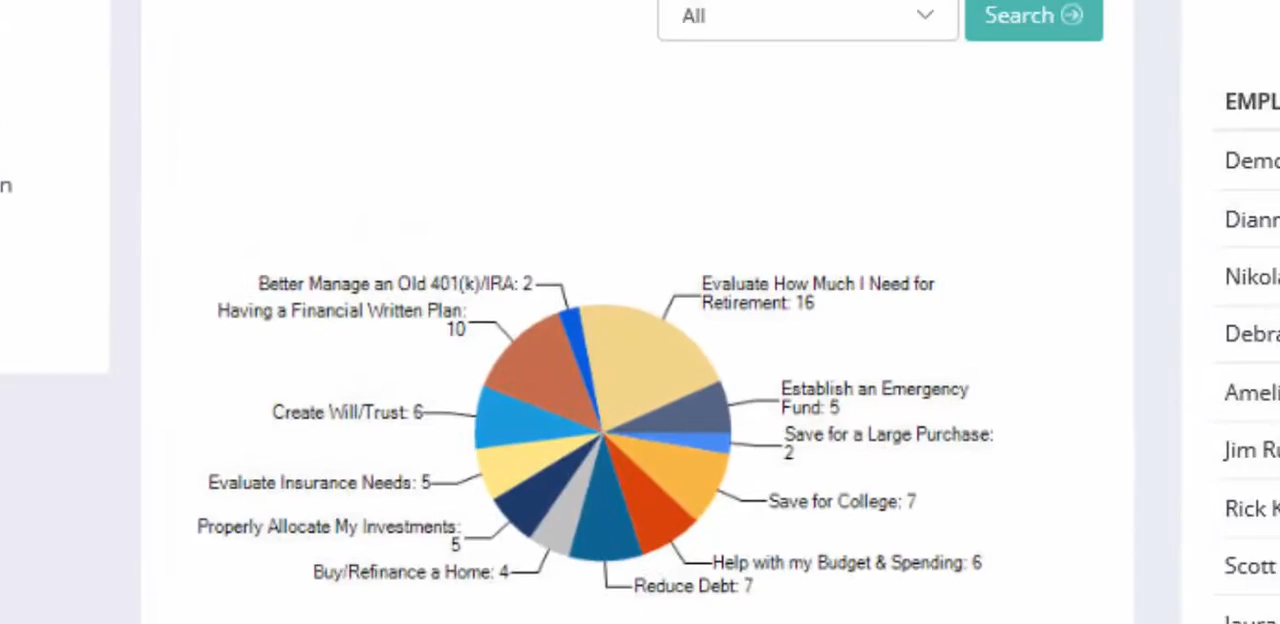 All
Search
n
EMPL
Demo
Diann
Nikola
Debra
Ameli
Jim Ru
Rick K
Scott
Better Manage an Old 401(k)/IRA: 2
Having a Financial Written Plan:
10
Create Will/Trust: 6
Evaluate Insurance Needs: 5
Properly Allocate My Investments:
5
Buy/Refinance a Home: 4
Evaluate How Much I Need for
Retirement: 16
Establish an Emergency
Fund: 5
Save for a Large Purchase:
2
Save for College: 7
Help with my Budget & Spending: 6
Reduce Debt: 7